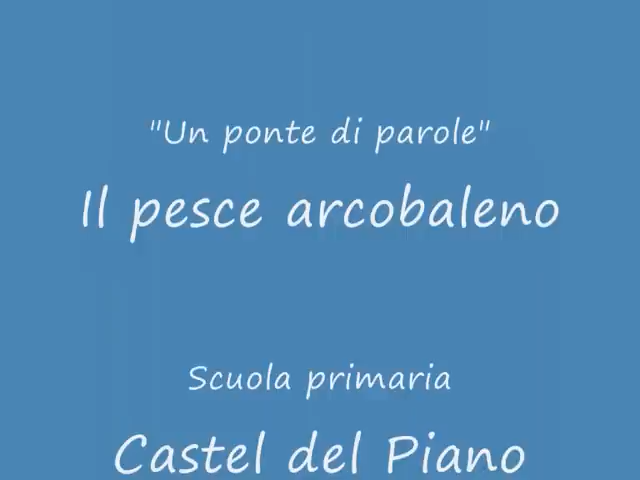 "Un ponte di parole"
Il pesce arcobaleno
Scuola primaria
Castel del Piano